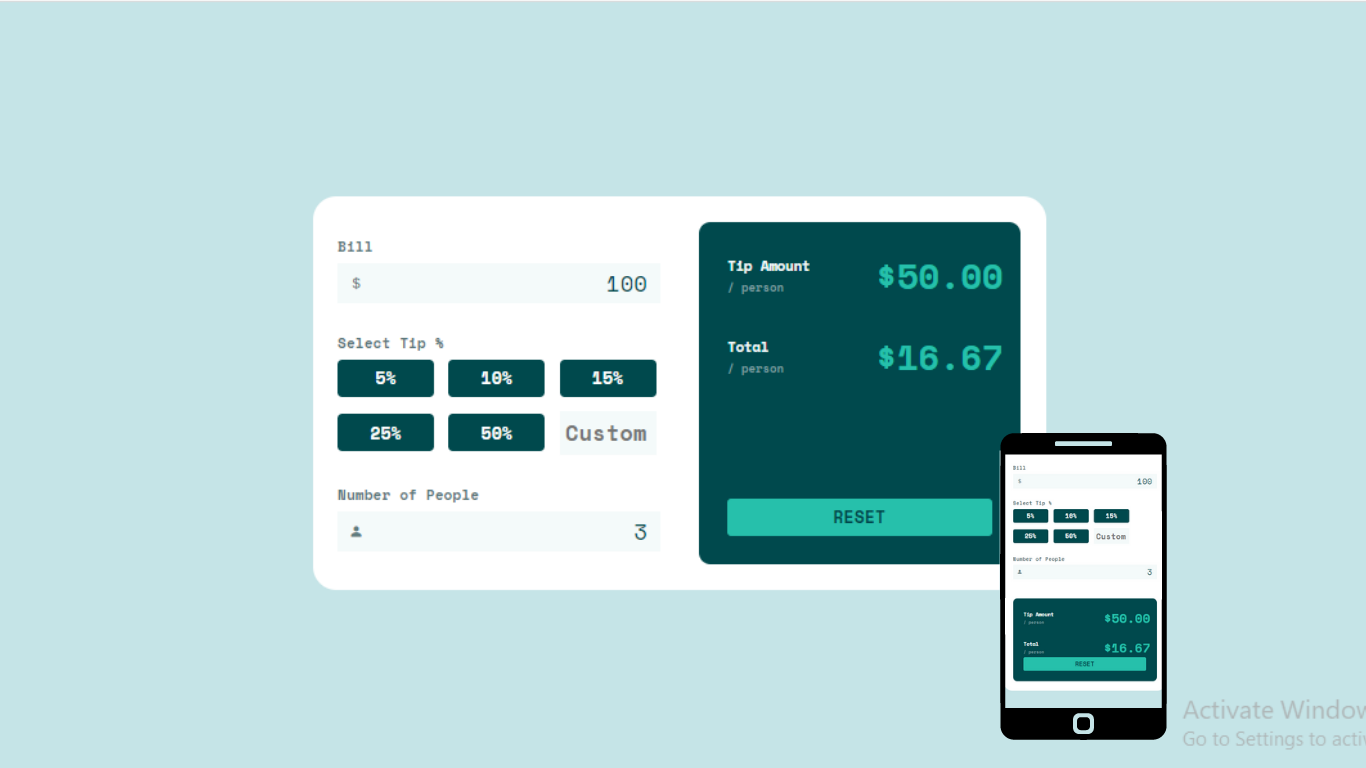 Bill
$ 100
Select Tip %
5% 10% 15%
25% 50% Custom
Number of People
3
Tip Amount
/ person
$50.00
Total
/ person
$16.67
RESET
Bill
$ 100
Select Tip %
5% 10% 15%
25% 50% Custom
Number of People
3
Tip Amount
/ person
$50.00
Total
/ person
$16.67
RESET
Activate Window
Go to Settings to activ